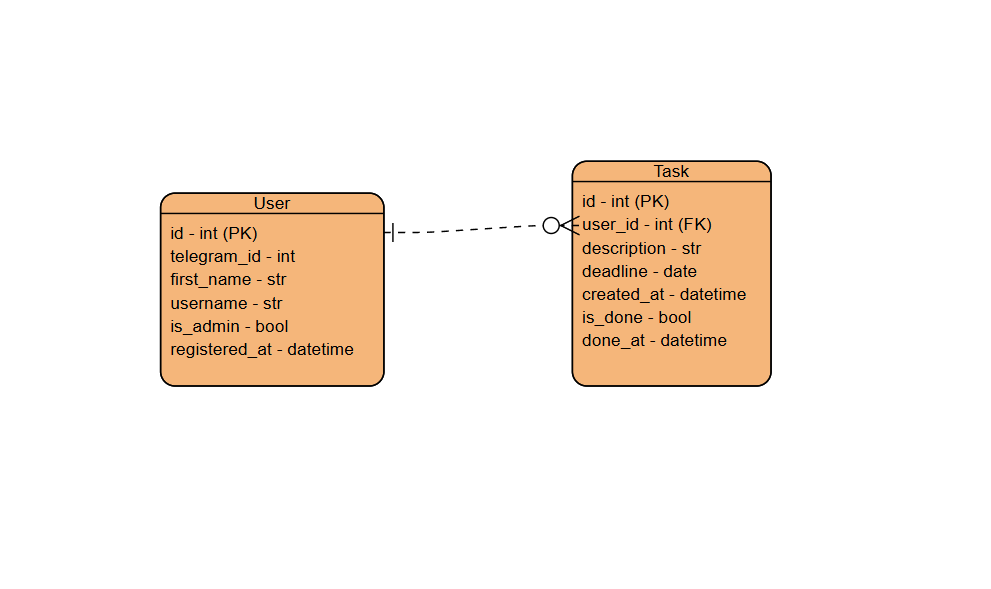 User
id - int (PK)
telegram_id - int
first_name - str
username - str
is_admin - bool
registered_at - datetime
Task
id - int (PK)
user_id - int (FK)
description - str
deadline - date
created_at - datetime
is_done - bool
done_at - datetime